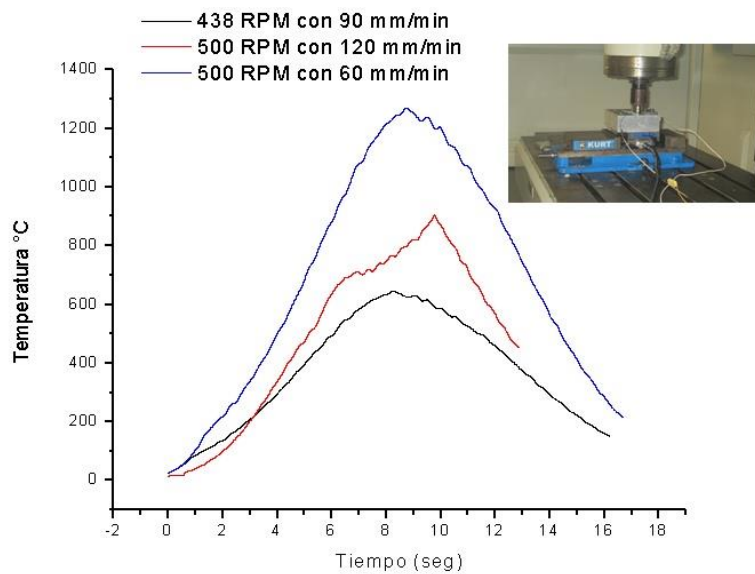 438 RPM con 90 mm/min
500 RPM con 120 mm/min
500 RPM con 60 mm/min
KURT
1400
1200
1000
800
600
400
200
0
Temperatura °C
-2 0 2 4 6 8 10 12 14 16 18
Tiempo (seg)